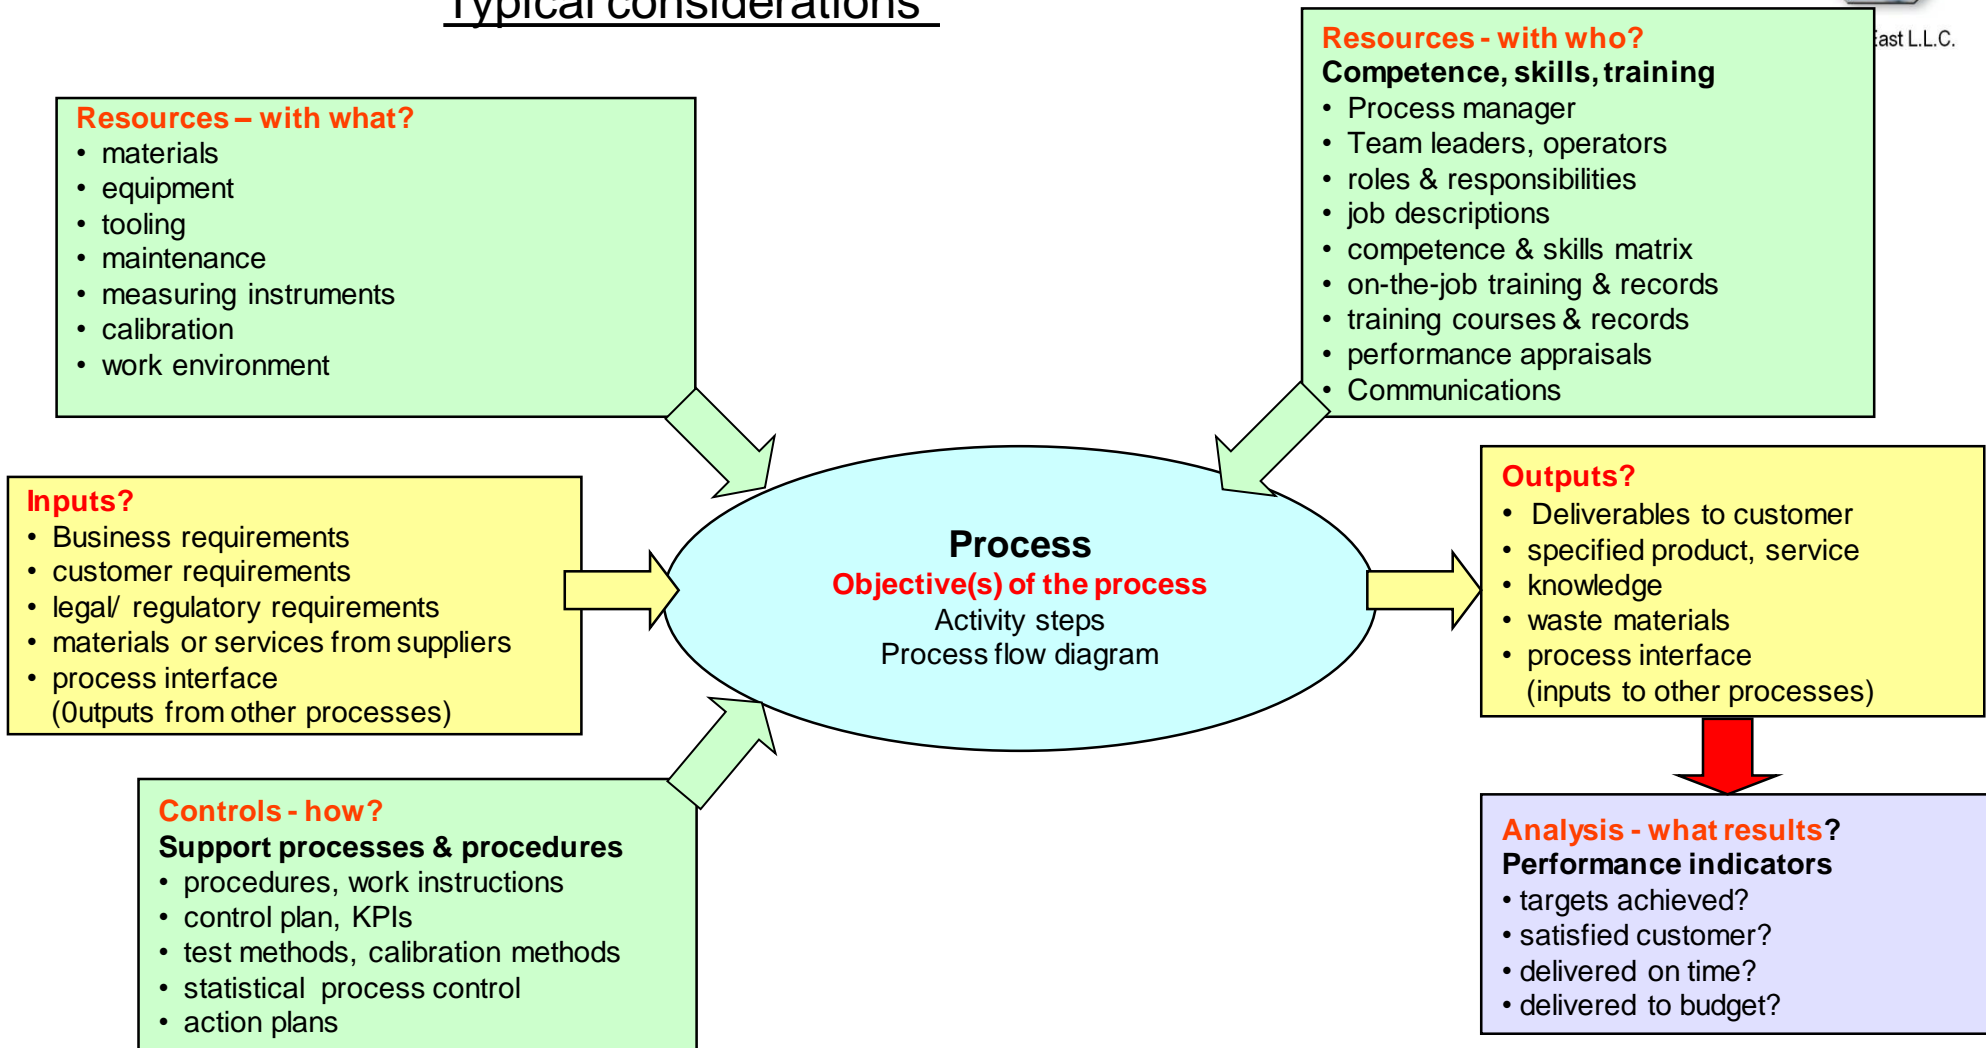 Typical considerations
East L.L.C.
Resources – with what?
• materials
• equipment
• tooling
• maintenance
• measuring instruments
• calibration
• work environment
Resources - with who?
Competence, skills, training
• Process manager
• Team leaders, operators
• roles & responsibilities
• job descriptions
• competence & skills matrix
• on-the-job training & records
• training courses & records
• performance appraisals
• Communications
Inputs?
• Business requirements
• customer requirements
• legal/ regulatory requirements
• materials or services from suppliers
• process interface
(0utputs from other processes)
Process
Objective(s) of the process
Activity steps
Process flow diagram
Outputs?
• Deliverables to customer
• specified product, service
• knowledge
• waste materials
• process interface
(inputs to other processes)
Controls - how?
Support processes & procedures
• procedures, work instructions
• control plan, KPIs
• test methods, calibration methods
• statistical process control
• action plans
Analysis - what results?
Performance indicators
• targets achieved?
• satisfied customer?
• delivered on time?
• delivered to budget?